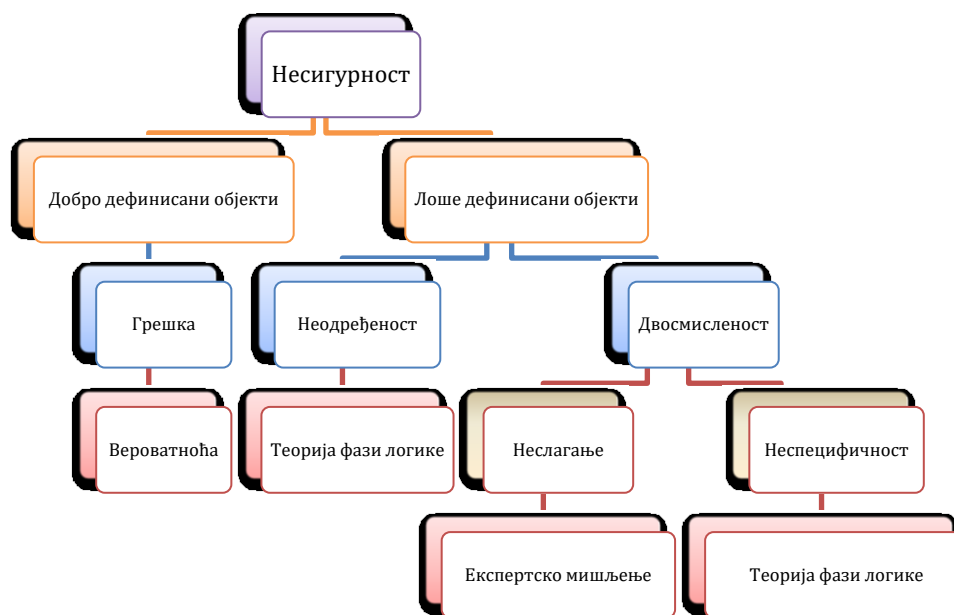 Несигурност
Добро дефинисани објекти
Лоше дефинисани објекти
Грешка
Неодређеност
Двосмисленост
Вероватноћа
Теорија фази логике
Неслагање
Неспецифичност
Експертско мишљење
Теорија фази логике